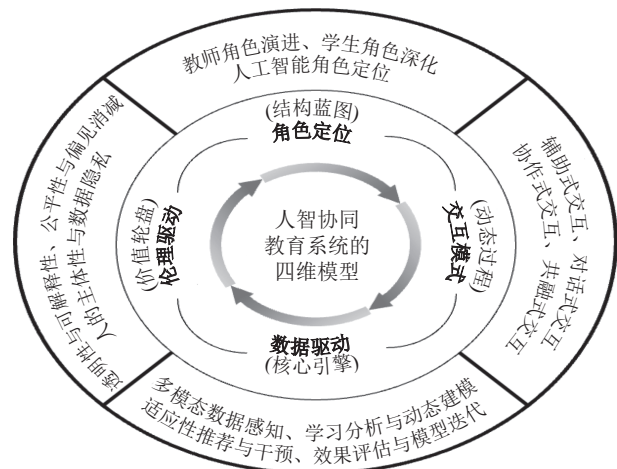 教师角色演进、学生角色深化
人工智能角色定位
(结构蓝图)
角色定位
辅助式交互、对话式交互
协作式交互、共融式交互
(动态过程)
交互模式
人智协同
教育系统的
四维模型
数据驱动
(核心引擎)
多模态数据感知、学习分析与动态建模
适应性推荐与干预、效果评估与模型迭代
(价值轮盘)
伦理驱动
透明性与可解释性、公平性与偏见消减
人的主体性与数据隐私